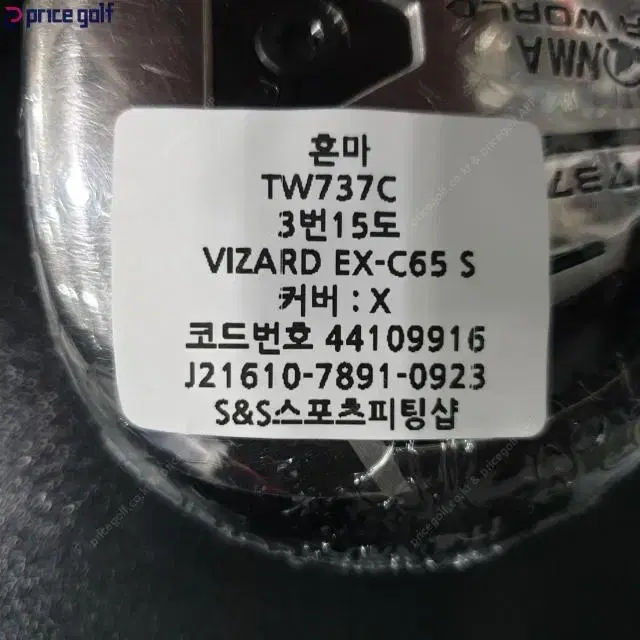 price golf
혼마
TW737C
3번15도
VIZARD EX-C65 S
커버 : X
코드번호 44109916
J21610-7891-0923
S&S스포츠피팅샵